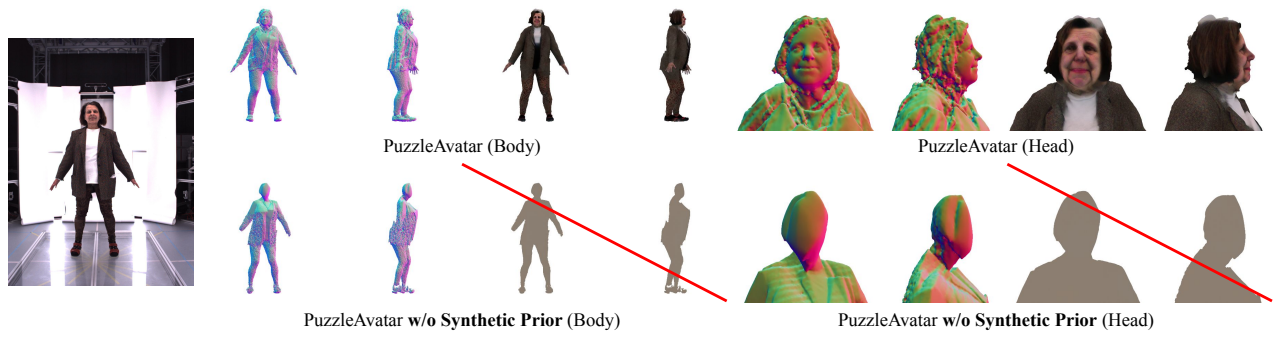 PuzzleAvatar (Body)
PuzzleAvatar (Head)
PuzzleAvatar w/o Synthetic Prior (Body)
PuzzleAvatar w/o Synthetic Prior (Head)